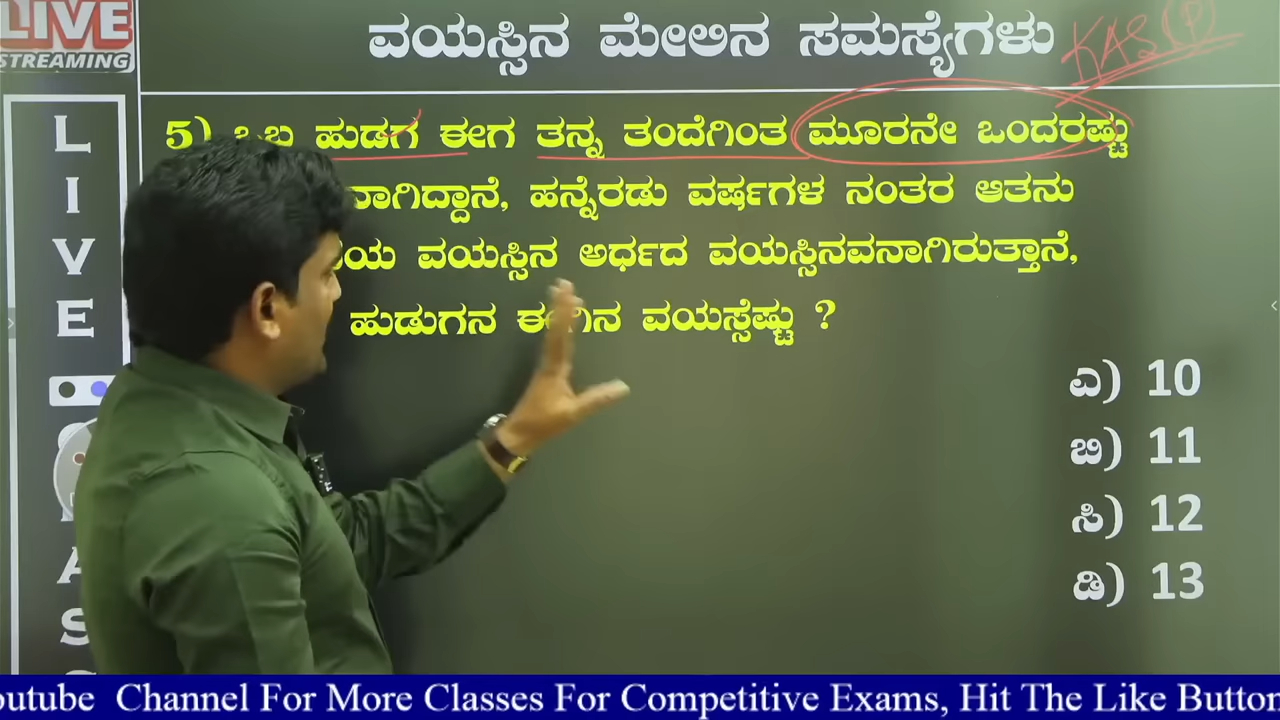 LIVE
STREAMING
ವಯಸ್ಸಿನ ಮೇಲಿನ ಸಮಸ್ಯೆಗಳು
KAS (P)
L
I
V
E
A
S
5) ಒಬ್ಬ ಹುಡಗ ಈಗ ತನ್ನ ತಂದೆಗಿಂತ ಮೂರನೇ ಒಂದರಷ್ಟು
ಹನ್ನೆರಡು ವರ್ಷಗಳ ನಂತರ ಆತನು
ವಯಸ್ಸಿನ ಅರ್ಧದ ವಯಸ್ಸಿನವನಾಗಿರುತ್ತಾನೆ,
ಹುಡುಗನ ಈಗಿನ ವಯಸ್ಸೆಷ್ಟು ?
ಎ) 10
ಬಿ) 11
ಸಿ) 12
ಡಿ) 13
Channel For More Classes For Competitive Exams, Hit The Like Button